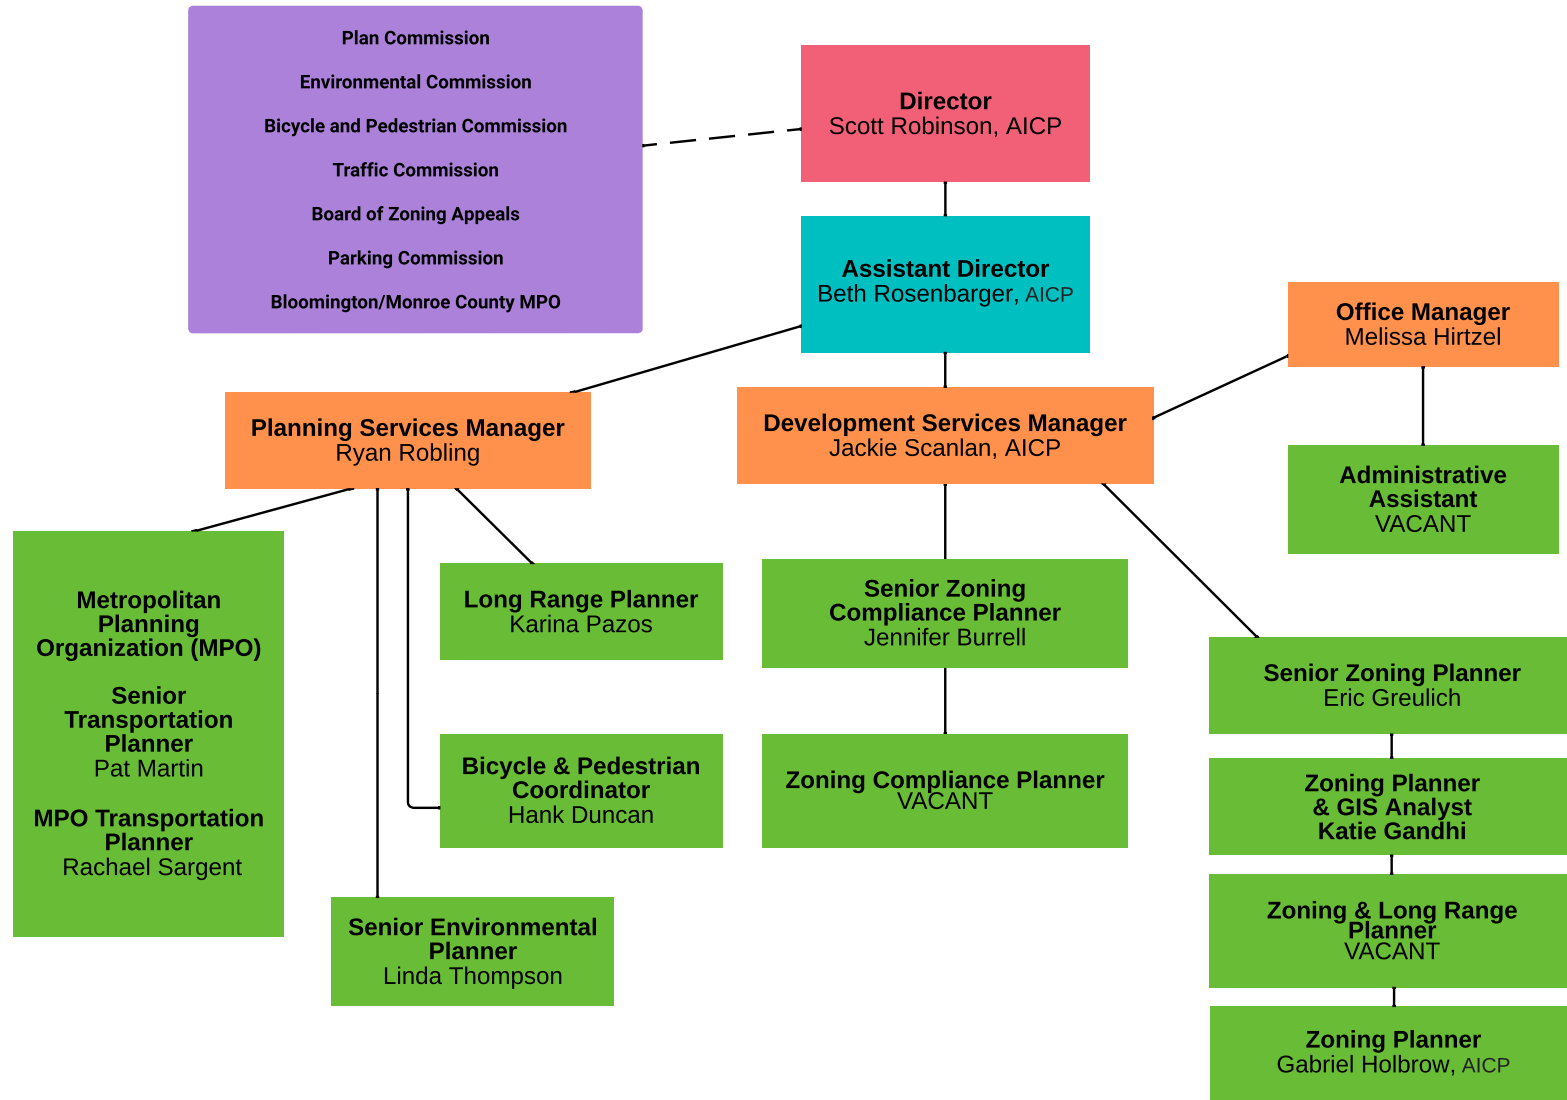 Plan Commission
Environmental Commission
Bicycle and Pedestrian Commission
Traffic Commission
Board of Zoning Appeals
Parking Commission
Bloomington/Monroe County MPO
Director
Scott Robinson, AICP
Assistant Director
Beth Rosenbarger, AICP
Office Manager
Melissa Hirtzel
Planning Services Manager
Ryan Robling
Development Services Manager
Jackie Scanlan, AICP
Administrative
Assistant
VACANT
Metropolitan
Planning
Organization (MPO)
Senior
Transportation
Planner
Pat Martin
MPO Transportation
Planner
Rachael Sargent
Long Range Planner
Karina Pazos
Bicycle & Pedestrian
Coordinator
Hank Duncan
Senior Environmental
Planner
Linda Thompson
Senior Zoning
Compliance Planner
Jennifer Burrell
Zoning Compliance Planner
VACANT
Senior Zoning Planner
Eric Greulich
Zoning Planner
& GIS Analyst
Katie Gandhi
Zoning & Long Range
Planner
VACANT
Zoning Planner
Gabriel Holbrow, AICP